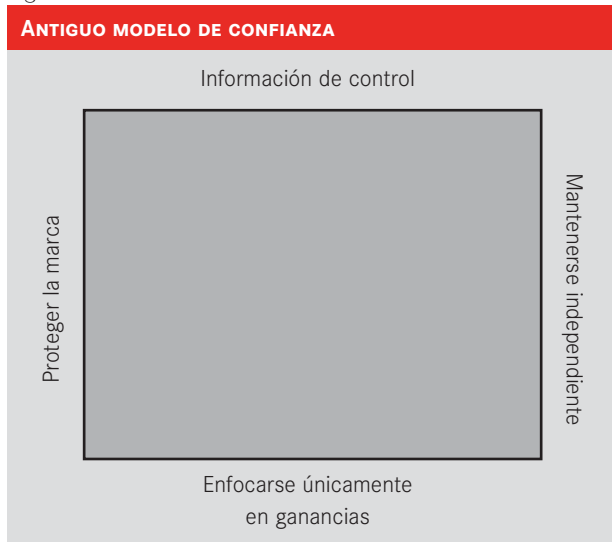 ANTIGUO MODELO DE CONFIANZA
Información de control
Proteger la marca
Mantenerse independiente
Enfocarse únicamente
en ganancias